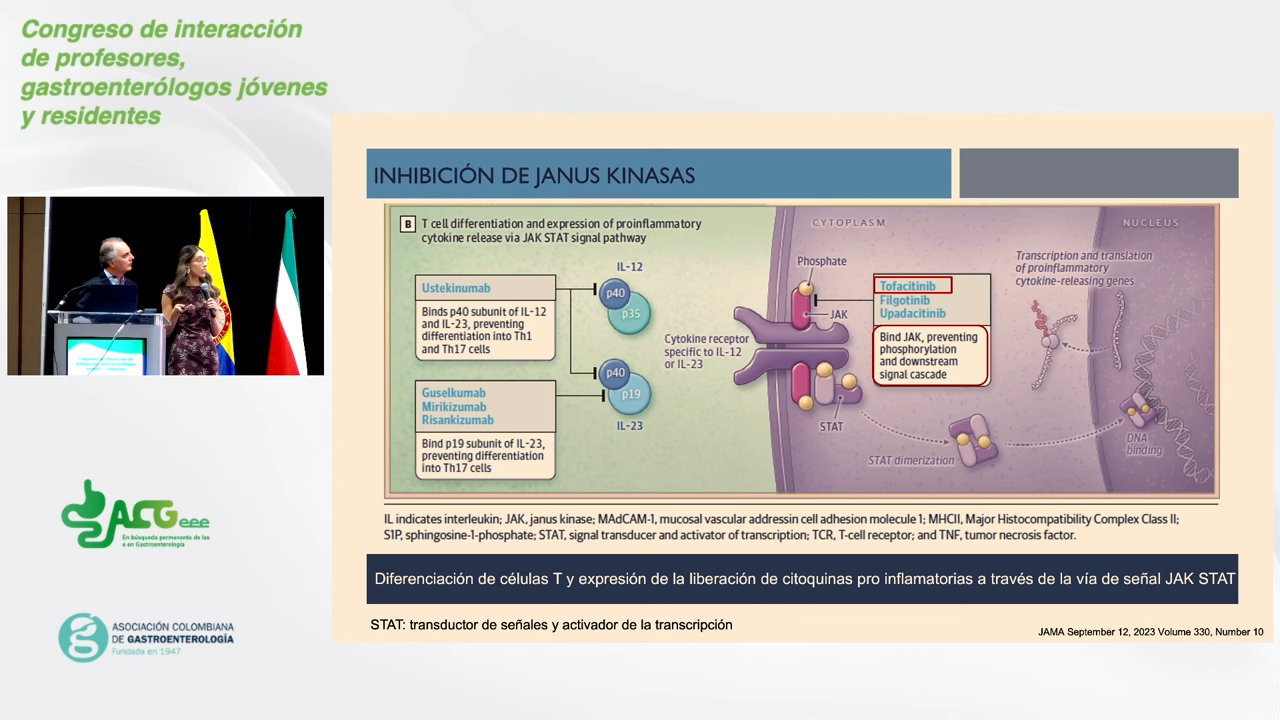 Congreso de interacción
de profesores,
gastroenterólogos jóvenes
y residentes
INHIBICIÓN DE JANUS KINASAS
B T cell differentiation and expression of proinflammatory
cytokine release via JAK STAT signal pathway
Ustekinumab
Binds p40 subunit of IL-12
and IL-23, preventing
differentiation into Th1
and Th17 cells
Guselkumab
Mirikizumab
Risankizumab
Bind p19 subunit of IL-23,
preventing differentiation
into Th17 cells
IL-12
p40
p35
p40
p19
IL-23
Cytokine receptor
specific to IL-12
or IL-23
CYTOPLASM
Phosphate
JAK
STAT
Tofacitinib
Filgotinib
Upadacitinib
Bind JAK, preventing
phosphorylation
and downstream
signal cascade
STAT dimerization
NUCLEUS
Transcription and translation
of proinflammatory
cytokine-releasing genes
DNA
binding
IL indicates interleukin; JAK, janus kinase; MAdCAM-1, mucosal vascular addressin cell adhesion molecule 1; MHCII, Major Histocompatibility Complex Class II;
S1P, sphingosine-1-phosphate; STAT, signal transducer and activator of transcription; TCR, T-cell receptor; and TNF, tumor necrosis factor.
Diferenciación de células T y expresión de la liberación de citoquinas pro inflamatorias a través de la vía de señal JAK STAT
STAT: transductor de señales y activador de la transcripción
JAMA September 12, 2023 Volume 330, Number 10
ACGeee
En búsqueda permanente de las
e en Gastroenterología
ASOCIACIÓN COLOMBIANA
DE GASTROENTEROLOGÍA
Fundada en 1947